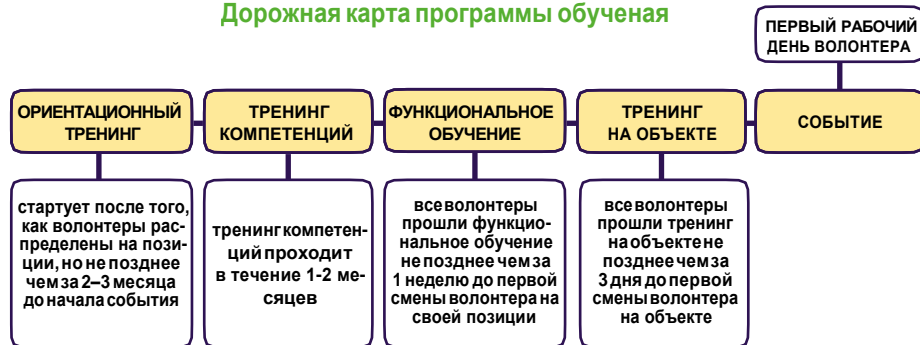 Дорожная карта программы обученая
ПЕРВЫЙ РАБОЧИЙ
ДЕНЬ ВОЛОНТЕРА
ОРИЕНТАЦИОННЫЙ
ТРЕНИНГ
ТРЕНИНГ
КОМПЕТЕНЦИЙ
ФУНКЦИОНАЛЬНОЕ
ОБУЧЕНИЕ
ТРЕНИНГ
НА ОБЪЕКТЕ
СОБЫТИЕ
стартует после того,
как волонтеры рас-
пределены на пози-
ции, но не позднее
чем за 2–3 месяца
до начала события
тренинг компетен-
ций проходит
в течение 1-2 ме-
сяцев
все волонтеры
прошли функцио-
нальное обучение
не позднее чем за
1 неделю до первой
смены волонтера на
своей позиции
все волонтеры
прошли тренинг
на объекте не
позднее чем за
3 дня до первой
смены волонтера
на объекте